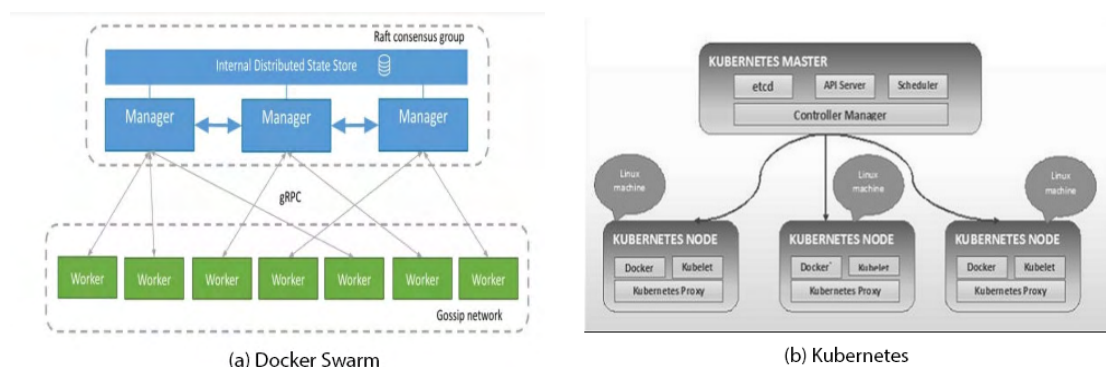 Raft consensus group
Internal Distributed State Store
Manager
Manager
Manager
gRPC
Worker
Worker
Worker
Worker
Worker
Worker
Worker
Gossip network
(a) Docker Swarm
KUBERNETES MASTER
etcd
API Server
Scheduler
Controller Manager
Linux
machine
Linux
machine
Linux
machine
KUBERNETES NODE
Docker
Kubelet
Kubernetes Proxy
KUBERNETES NODE
Docker
Kubelet
Kubernetes Proxy
KUBERNETES NODE
Docker
Kubelet
Kubernetes Proxy
(b) Kubernetes